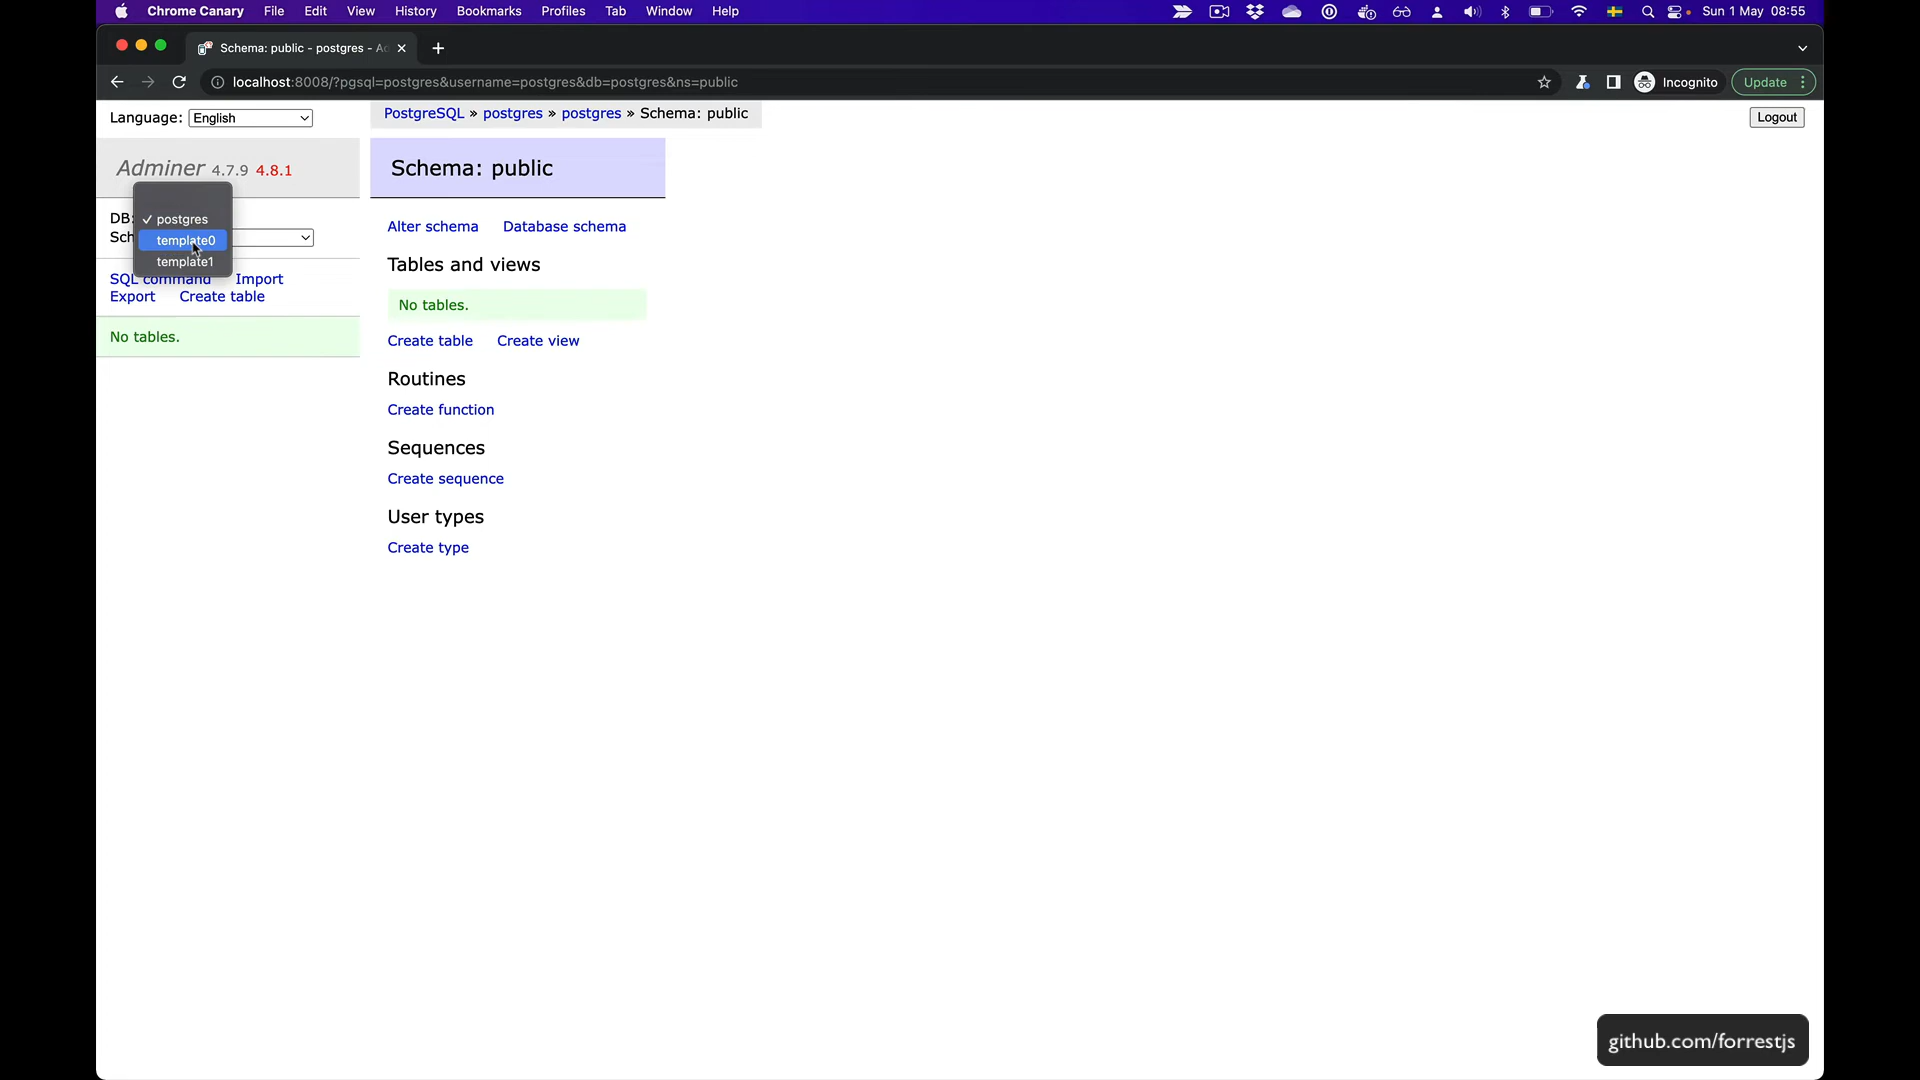 Chrome Canary File Edit View History Bookmarks Profiles Tab Window Help Sun 1 May 08:55
Schema: public - postgres - Ad
localhost:8008/?pgsql=postgres&username=postgres&db=postgres&ns=public Incognito Update
Language: English PostgreSQL » postgres » postgres » Schema: public Logout
Adminer 4.7.9 4.8.1 Schema: public
DB: ✓ postgres
template0
template1
Sch
SQL command Import
Export Create table
No tables.
Alter schema Database schema
Tables and views
No tables.
Create table Create view
Routines
Create function
Sequences
Create sequence
User types
Create type
github.com/forrestjs